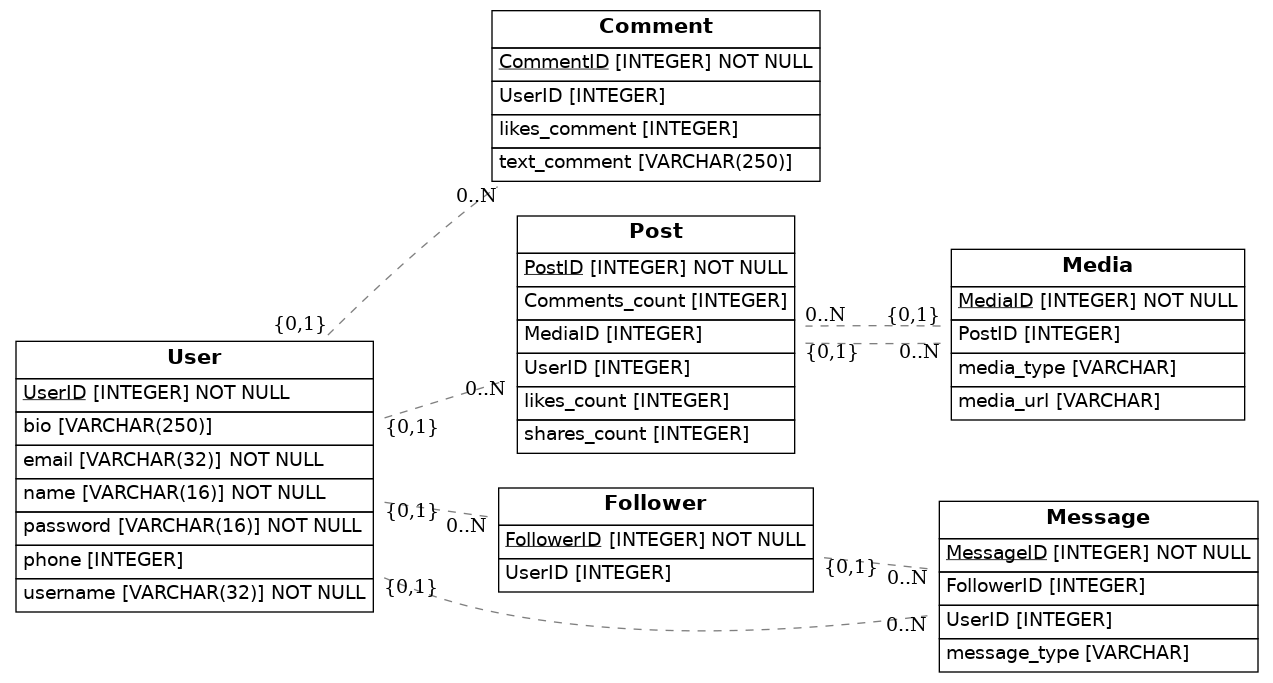 Comment
CommentID [INTEGER] NOT NULL
UserID [INTEGER]
likes_comment [INTEGER]
text_comment [VARCHAR(250)]
0..N
{0,1}
User
UserID [INTEGER] NOT NULL
bio [VARCHAR(250)]
email [VARCHAR(32)] NOT NULL
name [VARCHAR(16)] NOT NULL
password [VARCHAR(16)] NOT NULL
phone [INTEGER]
username [VARCHAR(32)] NOT NULL
Post
PostID [INTEGER] NOT NULL
Comments_count [INTEGER]
MediaID [INTEGER]
UserID [INTEGER]
likes_count [INTEGER]
shares_count [INTEGER]
0..N
{0,1}
0..N {0,1}
{0,1} 0..N
Media
MediaID [INTEGER] NOT NULL
PostID [INTEGER]
media_type [VARCHAR]
media_url [VARCHAR]
{0,1}
0..N
Follower
FollowerID [INTEGER] NOT NULL
UserID [INTEGER]
{0,1}
0..N
{0,1}
0..N
Message
MessageID [INTEGER] NOT NULL
FollowerID [INTEGER]
UserID [INTEGER]
message_type [VARCHAR]